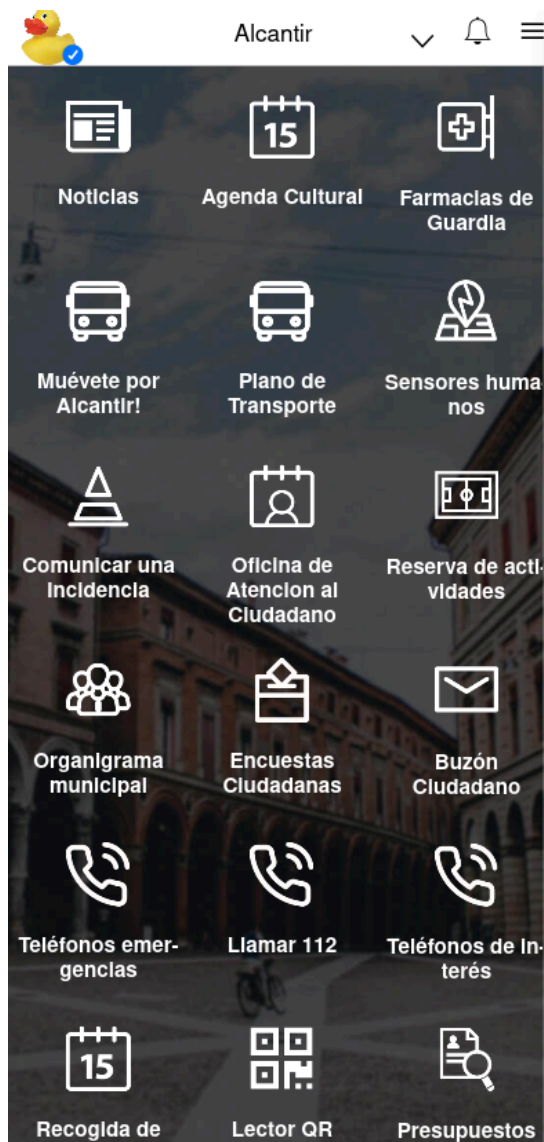 Alcantir
15
Noticias
Agenda Cultural
Farmacias de
Guardia
Muévete por
Alcantir!
Plano de
Transporte
Sensores huma
nos
Comunicar una
Incidencia
Oficina de
Atencion al
Ciudadano
Reserva de acti-
vidades
Organigrama
municipal
Encuestas
Ciudadanas
Buzón
Ciudadano
Teléfonos emer-
gencias
Llamar 112
Teléfonos de In-
terés
15
Recogida de
Lector QR
Presupuestos